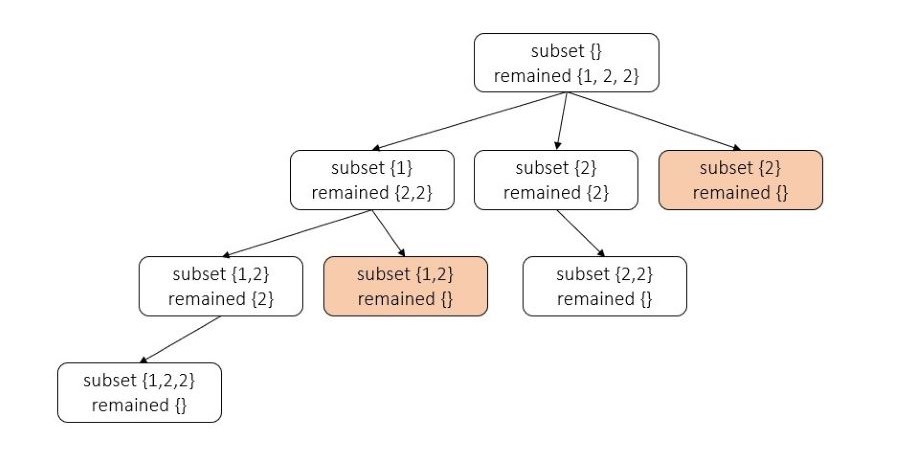 subset {}
remained {1, 2, 2}
subset {1}
remained {2,2}
subset {2}
remained {2}
subset {2}
remained {}
subset {1,2}
remained {2}
subset {1,2}
remained {}
subset {2,2}
remained {}
subset {1,2,2}
remained {}